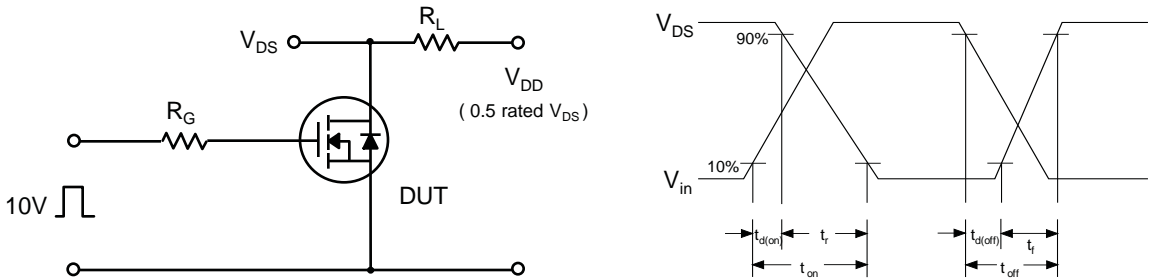 V_DS
R_L
V_DD
( 0.5 rated V_DS )
R_G
DUT
10V
V_DS
90%
10%
V_in
t_d(on)
t_r
t_on
t_d(off)
t_f
t_off